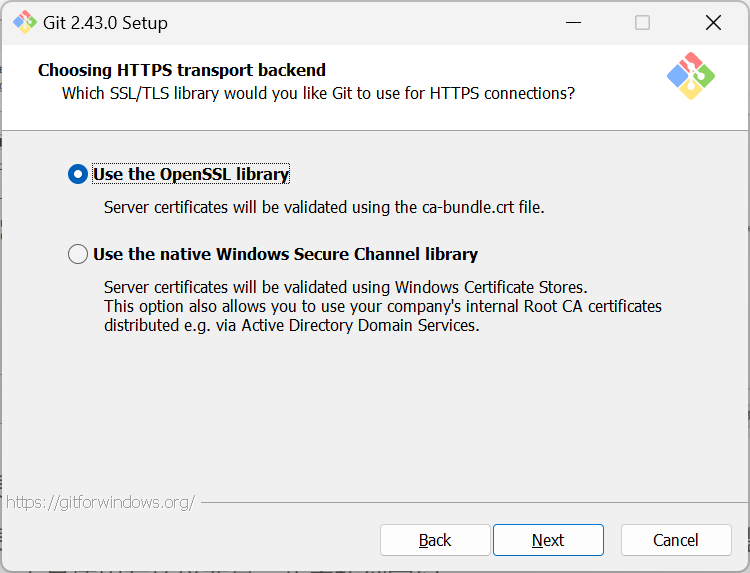 Git 2.43.0 Setup
Choosing HTTPS transport backend
Which SSL/TLS library would you like Git to use for HTTPS connections?
Use the OpenSSL library
Server certificates will be validated using the ca-bundle.crt file.
Use the native Windows Secure Channel library
Server certificates will be validated using Windows Certificate Stores.
This option also allows you to use your company's internal Root CA certificates
distributed e.g. via Active Directory Domain Services.
https://gitforwindows.org/
Back Next Cancel